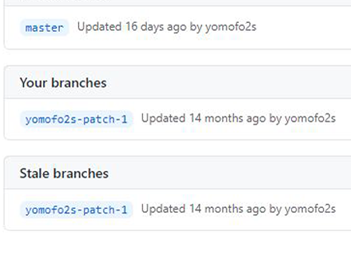 master Updated 16 days ago by yomofo2s
Your branches
yomofo2s-patch-1 Updated 14 months ago by yomofo2s
Stale branches
yomofo2s-patch-1 Updated 14 months ago by yomofo2s